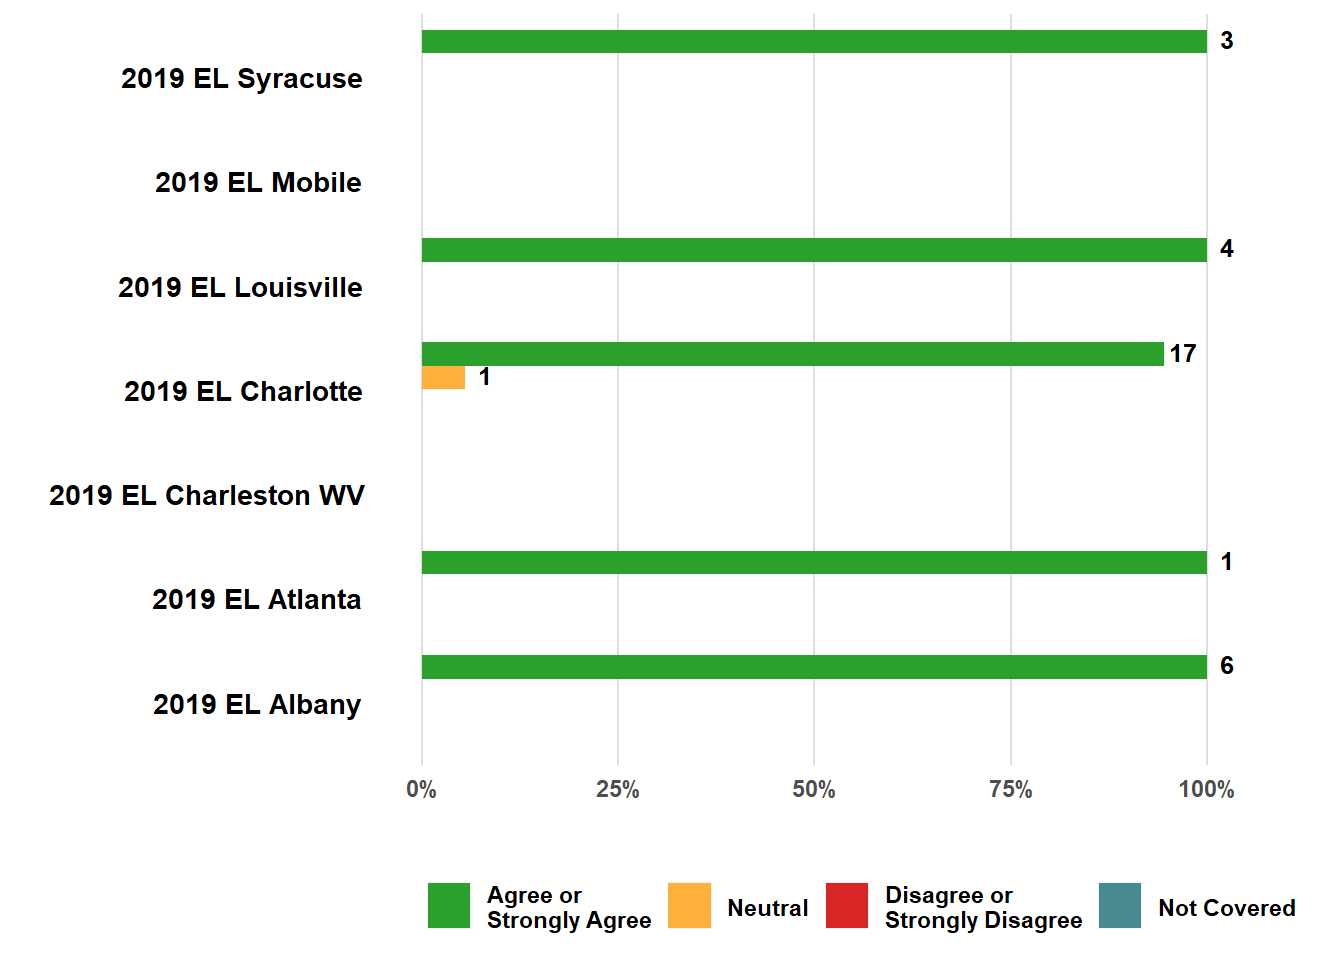 3
2019 EL Syracuse
2019 EL Mobile
4
2019 EL Louisville
17
1
2019 EL Charlotte
2019 EL Charleston WV
1
2019 EL Atlanta
6
2019 EL Albany
0% 25% 50% 75% 100%
Agree or
Strongly Agree
Neutral
Disagree or
Strongly Disagree
Not Covered